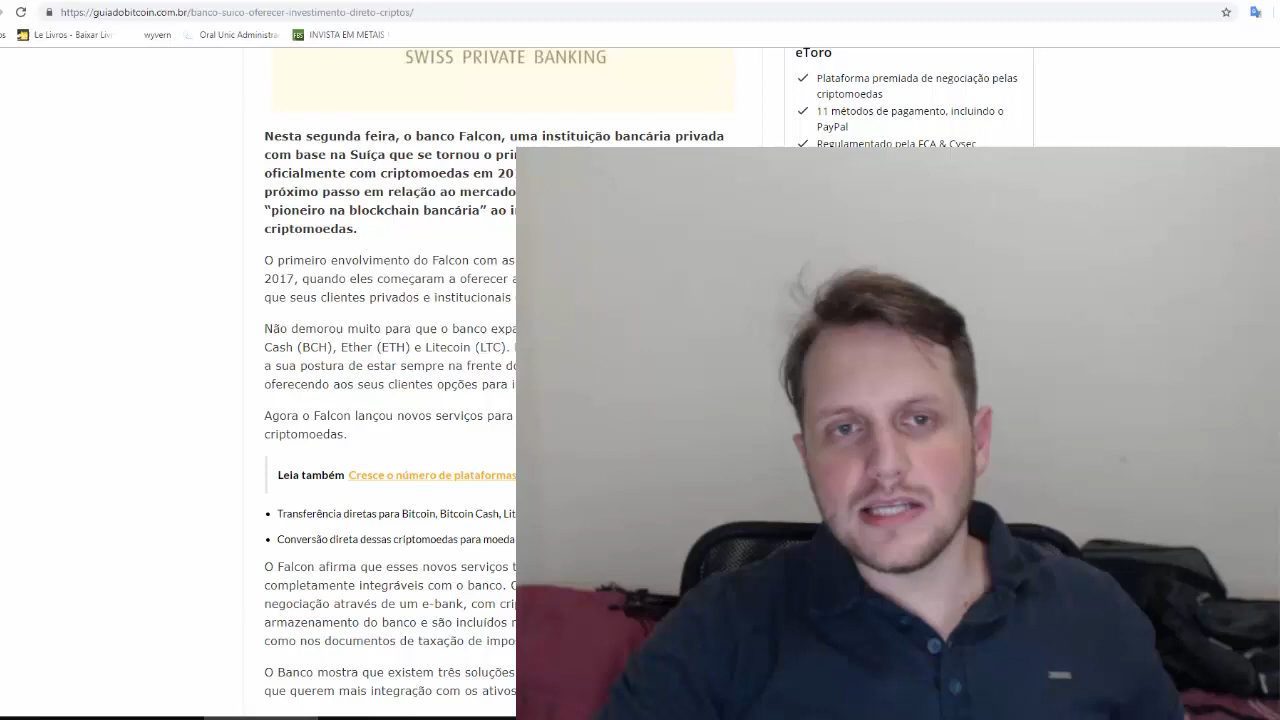 https://guiadobitcoin.com.br/banco-suico-oferecer-investimento-direto-criptos/
os Le Livros - Baixar Liv wyvern Oral Unic Administra INVISTA EM METAIS
SWISS PRIVATE BANKING
Nesta segunda feira, o banco Falcon, uma instituição bancária privada
com base na Suíça que se tornou o pri
oficialmente com criptomoedas em 20
próximo passo em relação ao mercado
“pioneiro na blockchain bancária” ao i
criptomoedas.
O primeiro envolvimento do Falcon com as
2017, quando eles começaram a oferecer a
que seus clientes privados e institucionais
Não demorou muito para que o banco expa
Cash (BCH), Ether (ETH) e Litecoin (LTC).
a sua postura de estar sempre na frente do
oferecendo aos seus clientes opções para i
Agora o Falcon lançou novos serviços para
criptomoedas.
Leia também Cresce o número de plataformas
• Transferência diretas para Bitcoin, Bitcoin Cash, Lit
• Conversão direta dessas criptomoedas para moeda
O Falcon afirma que esses novos serviços t
completamente integráveis com o banco. C
negociação através de um e-bank, com crip
armazenamento do banco e são incluídos n
como nos documentos de taxação de impo
O Banco mostra que existem três soluções
que querem mais integração com os ativos
eToro
Plataforma premiada de negociação pelas
criptomoedas
11 métodos de pagamento, incluindo o
PayPal
Regulamentado pela FCA & Cysec